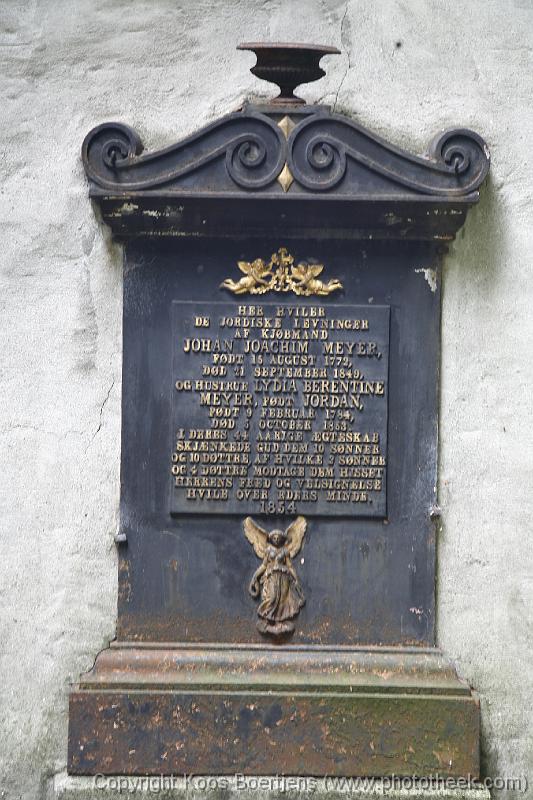 HER HVILER
DE JORDISKE LEVNINGER
AF KJØBMAND
JOHAN JOACHIM MEYER,
FØDT 15 AUGUST 1772,
DØD 21 SEPTEMBER 1849,
OG HUSTRUE LYDIA BERENTINE
MEYER, FØDT JORDAN,
FØDT 9 FEBRUAR 1784,
DØD 5 OCTOBER 1853.
I DERES 44 AARIGE ÆGTESKAB
SKJÆNKEDE GUD DEM 10 SØNNER
OG 10 DØTTRE, AF HVILKE 2 SØNNER
OG 4 DØTTRE MODTAGE DEM HISSET
HERRENS FRED OG VELSIGNELSE
HVILE OVER DERES MINDE.
1854
Copyright Koos Boertjens (www.phototheek.com)